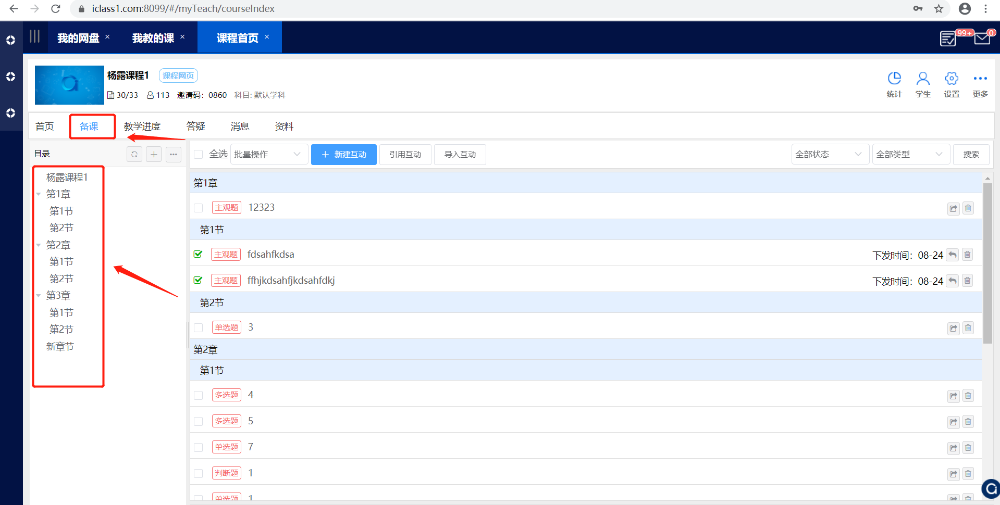 iclass1.com:8099/#/myTeach/courseIndex
我的网盘 × 我教的课 × 课程首页 ×
99+ 0
杨露课程1 课程网页
30/33 113 邀请码：0860 科目: 默认学科
统计 学生 设置 更多
首页 备课 教学进度 答疑 消息 资料
目录
杨露课程1
第1章
第1节
第2节
第2章
第1节
第2节
第3章
第1节
第2节
新章节
全选 批量操作 新建互动 引用互动 导入互动 全部状态 全部类型 搜索
第1章
主观题 12323
第1节
主观题 fdsahfkdsa 下发时间：08-24
主观题 ffhjkdsahfjkdsahfdkj 下发时间：08-24
第2节
单选题 3
第2章
第1节
多选题 4
多选题 5
单选题 7
判断题 1
单选题 1